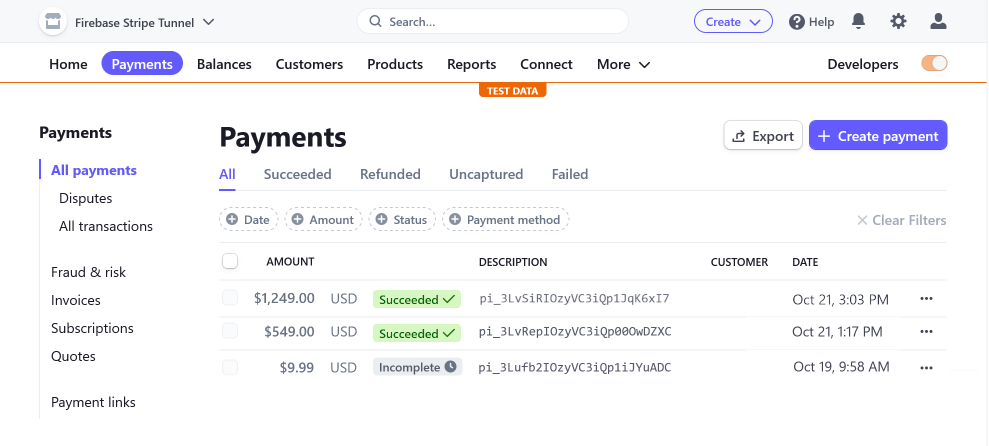 Firebase Stripe Tunnel
Search...
Create
Help
Home Payments Balances Customers Products Reports Connect More
Developers
TEST DATA
Payments
All payments
Disputes
All transactions
Fraud & risk
Invoices
Subscriptions
Quotes
Payment links
Payments
Export
Create payment
All Succeeded Refunded Uncaptured Failed
Date Amount Status Payment method
Clear Filters
AMOUNT DESCRIPTION CUSTOMER DATE
$1,249.00 USD Succeeded pi_3LvSiRIOzyVC3iQp1JqK6xI7 Oct 21, 3:03 PM
$549.00 USD Succeeded pi_3LvRepIOzyVC3iQp00OwDZXC Oct 21, 1:17 PM
$9.99 USD Incomplete pi_3Lufb2IOzyVC3iQp1iJYuADC Oct 19, 9:58 AM